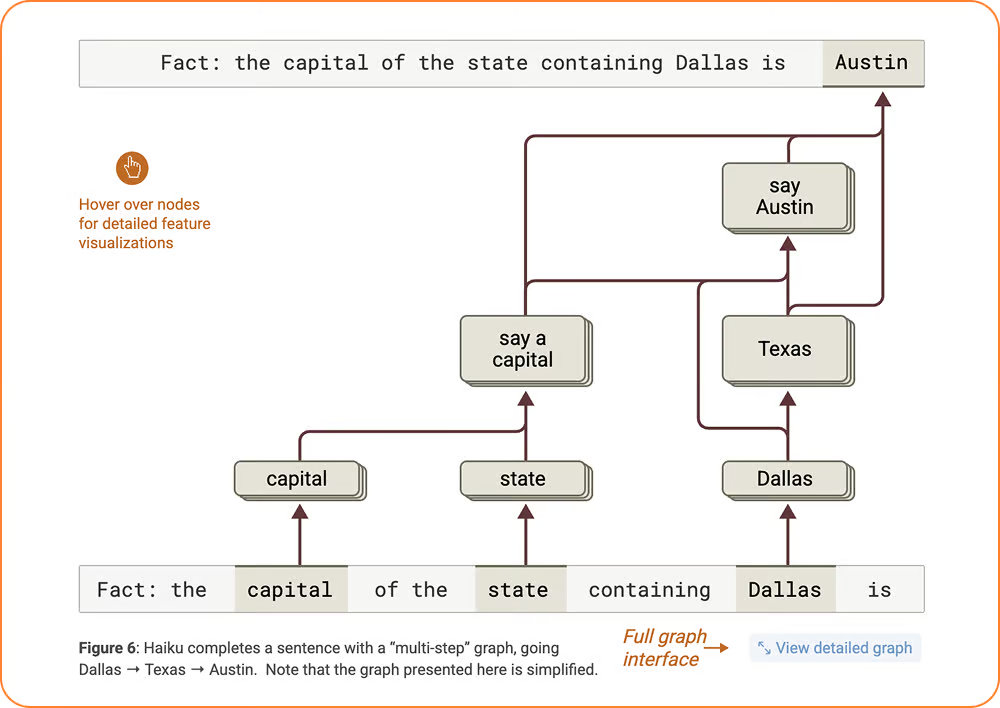 Fact: the capital of the state containing Dallas is Austin
Hover over nodes
for detailed feature
visualizations
say
Austin
say a
capital
Texas
capital
state
Dallas
Fact: the capital of the state containing Dallas is
Figure 6: Haiku completes a sentence with a “multi-step” graph, going
Dallas → Texas → Austin. Note that the graph presented here is simplified.
Full graph
interface
View detailed graph